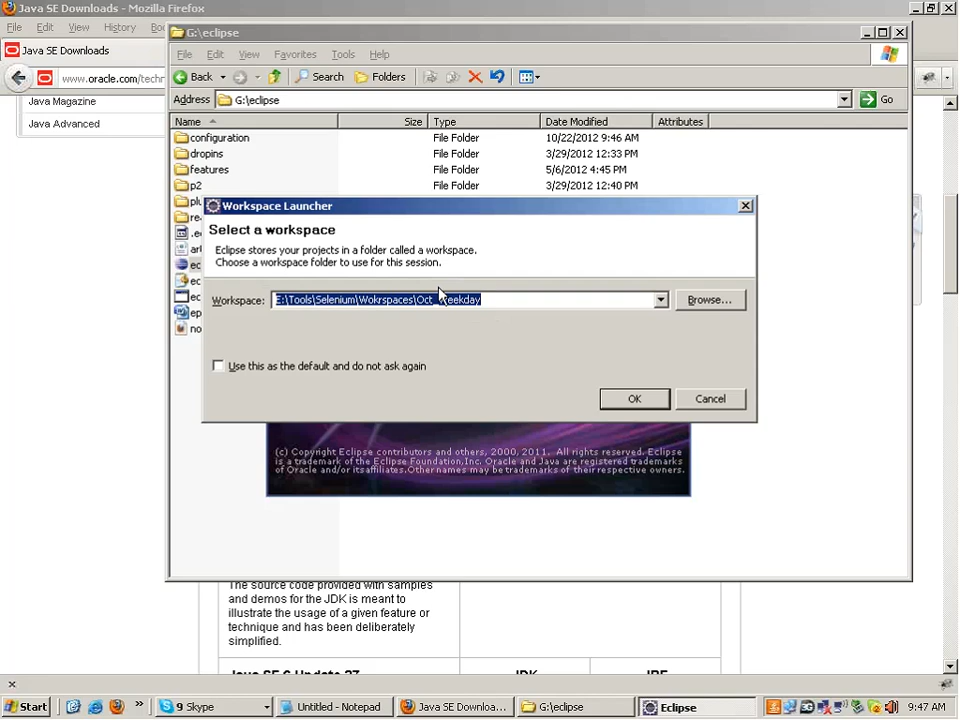 Java SE Downloads - Mozilla Firefox
File Edit View History
Java SE Downloads
www.oracle.com/techn
Java Magazine
Java Advanced
G:\eclipse
File Edit View Favorites Tools Help
Back Search Folders
Address G:\eclipse Go
Name Size Type Date Modified Attributes
configuration File Folder 10/22/2012 9:46 AM
dropins File Folder 3/29/2012 12:33 PM
features File Folder 5/6/2012 4:45 PM
p2 File Folder 3/29/2012 12:40 PM
Workspace Launcher
Select a workspace
Eclipse stores your projects in a folder called a workspace.
Choose a workspace folder to use for this session.
Workspace: E:\Tools\Selenium\Wokrspaces\Oct_ eekday Browse...
Use this as the default and do not ask again
OK Cancel
(c) Copyright Eclipse contributors and others, 2000, 2011. All rights reserved. Eclipse
is a trademark of the Eclipse Foundation,Inc. Oracle and Java are registered trademarks
of Oracle and/or itsaffiliates.Other names may be trademarks of their respective owners.
The source code provided with samples
and demos for the JDK is meant to
illustrate the usage of a given feature or
technique and has been deliberately
simplified.
Start 9 Skype Untitled - Notepad Java SE Downloa... G:\eclipse Eclipse 9:47 AM